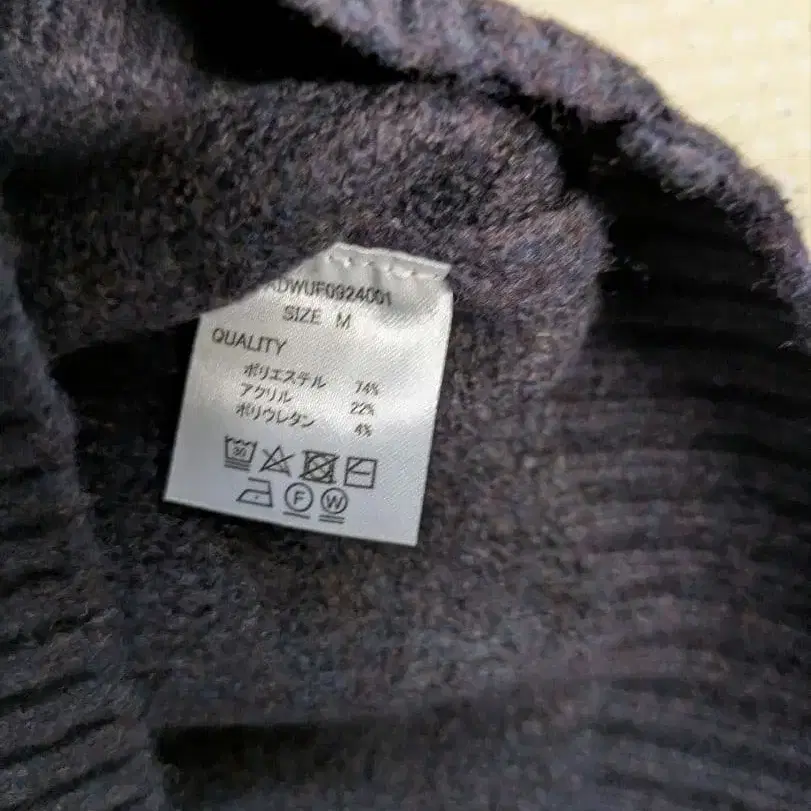 ADWUF0924001
SIZE M
QUALITY
ポリエステル 74%
アクリル 22%
ポリウレタン 4%
30
F W